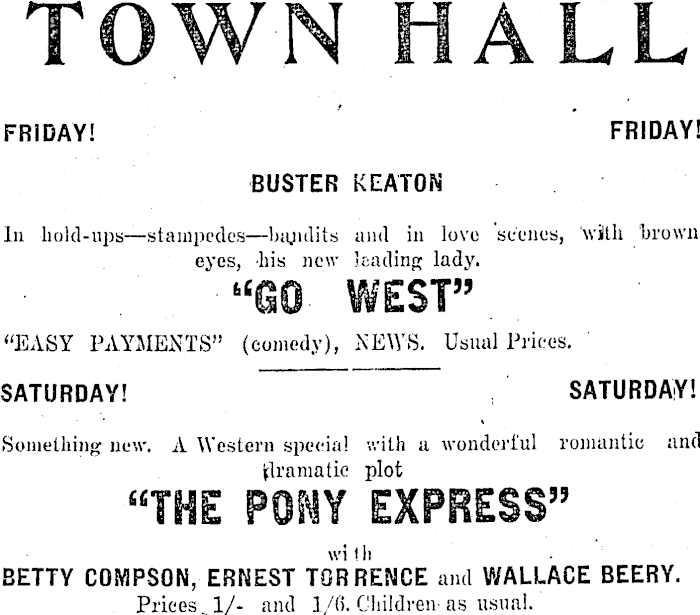 TOWN HALL
FRIDAY! FRIDAY!
BUSTER KEATON
In hold-ups—stampedes—bandits and in love scenes, with brown
eyes, his new leading lady.
“GO WEST”
“EASY PAYMENTS” (comedy), NEWS. Usual Prices.
SATURDAY! SATURDAY!
Something new. A Western special with a wonderful romantic and
dramatic plot
“THE PONY EXPRESS”
with
BETTY COMPSON, ERNEST TORRENCE and WALLACE BEERY.
Prices, 1/- and 1/6. Children as usual.